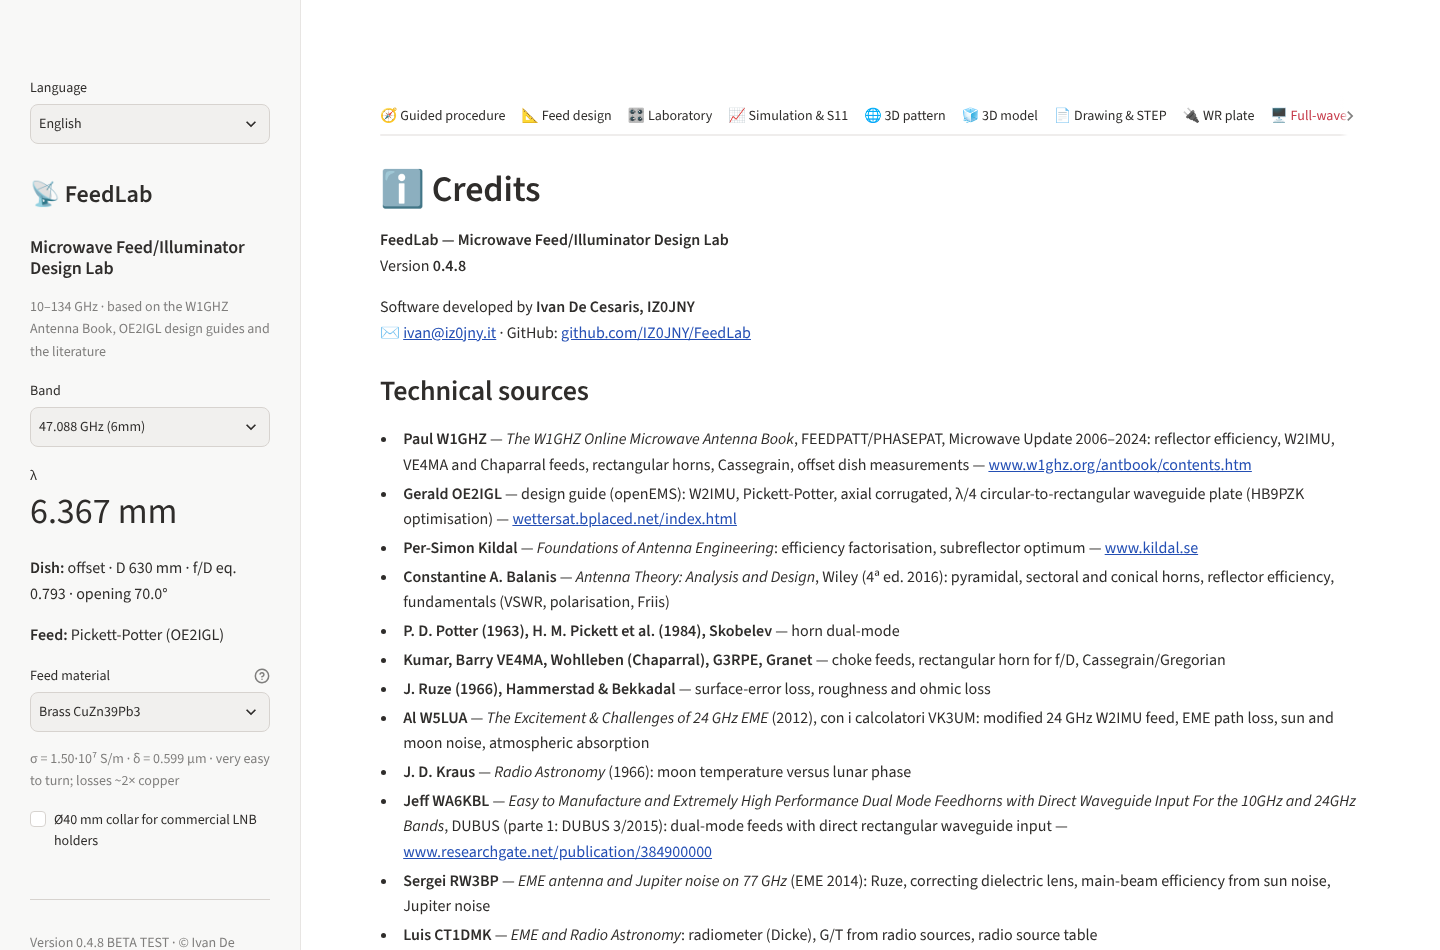 Language
English
📡 FeedLab
Microwave Feed/Illuminator
Design Lab
10–134 GHz · based on the W1GHZ
Antenna Book, OE2IGL design guides and
the literature
Band
47.088 GHz (6mm)
λ
6.367 mm
Dish: offset · D 630 mm · f/D eq.
0.793 · opening 70.0°
Feed: Pickett-Potter (OE2IGL)
Feed material
Brass CuZn39Pb3
σ = 1.50·10⁷ S/m · δ = 0.599 µm · very easy
to turn; losses ~2× copper
Ø40 mm collar for commercial LNB
holders
Version 0.4.8 BETA TEST · © Ivan De
🧭 Guided procedure 📐 Feed design 🎛️ Laboratory 📈 Simulation & S11 🌐 3D pattern 🧊 3D model 📄 Drawing & STEP 🔌 WR plate 🖥️ Full-wave
ℹ️ Credits
FeedLab — Microwave Feed/Illuminator Design Lab
Version 0.4.8
Software developed by Ivan De Cesaris, IZ0JNY
✉️ ivan@iz0jny.it · GitHub: github.com/IZ0JNY/FeedLab
Technical sources
• Paul W1GHZ — The W1GHZ Online Microwave Antenna Book, FEEDPATT/PHASEPAT, Microwave Update 2006–2024: reflector efficiency, W2IMU,
VE4MA and Chaparral feeds, rectangular horns, Cassegrain, offset dish measurements — www.w1ghz.org/antbook/contents.htm
• Gerald OE2IGL — design guide (openEMS): W2IMU, Pickett-Potter, axial corrugated, λ/4 circular-to-rectangular waveguide plate (HB9PZK
optimisation) — wettersat.bplaced.net/index.html
• Per-Simon Kildal — Foundations of Antenna Engineering: efficiency factorisation, subreflector optimum — www.kildal.se
• Constantine A. Balanis — Antenna Theory: Analysis and Design, Wiley (4ª ed. 2016): pyramidal, sectoral and conical horns, reflector efficiency,
fundamentals (VSWR, polarisation, Friis)
• P. D. Potter (1963), H. M. Pickett et al. (1984), Skobelev — horn dual-mode
• Kumar, Barry VE4MA, Wohlleben (Chaparral), G3RPE, Granet — choke feeds, rectangular horn for f/D, Cassegrain/Gregorian
• J. Ruze (1966), Hammerstad & Bekkadal — surface-error loss, roughness and ohmic loss
• Al W5LUA — The Excitement & Challenges of 24 GHz EME (2012), con i calcolatori VK3UM: modified 24 GHz W2IMU feed, EME path loss, sun and
moon noise, atmospheric absorption
• J. D. Kraus — Radio Astronomy (1966): moon temperature versus lunar phase
• Jeff WA6KBL — Easy to Manufacture and Extremely High Performance Dual Mode Feedhorns with Direct Waveguide Input For the 10GHz and 24GHz
Bands, DUBUS (parte 1: DUBUS 3/2015): dual-mode feeds with direct rectangular waveguide input —
www.researchgate.net/publication/384900000
• Sergei RW3BP — EME antenna and Jupiter noise on 77 GHz (EME 2014): Ruze, correcting dielectric lens, main-beam efficiency from sun noise,
Jupiter noise
• Luis CT1DMK — EME and Radio Astronomy: radiometer (Dicke), G/T from radio sources, radio source table